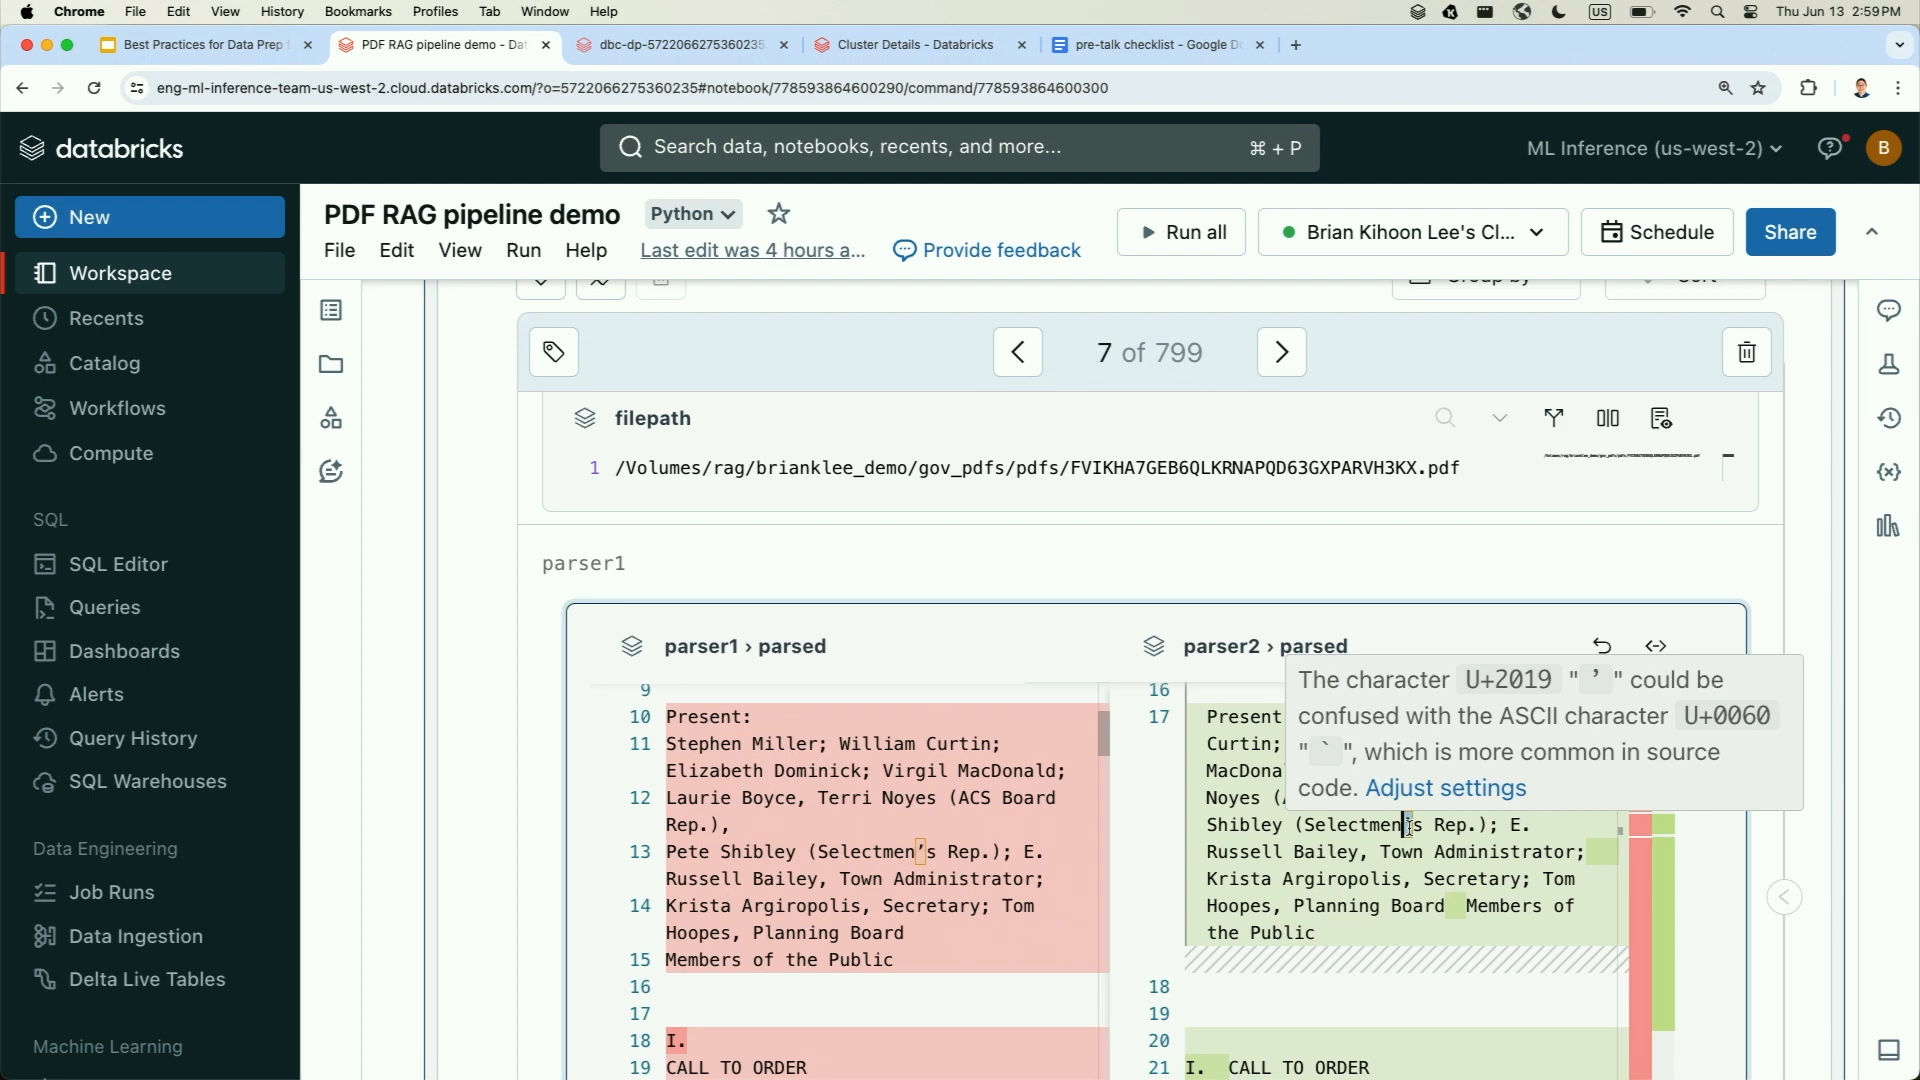 Chrome File Edit View History Bookmarks Profiles Tab Window Help US Thu Jun 13 2:59 PM
Best Practices for Data Prep PDF RAG pipeline demo - Dat dbc-dp-5722066275360235 Cluster Details - Databricks pre-talk checklist - Google D
eng-ml-inference-team-us-west-2.cloud.databricks.com/?o=5722066275360235#notebook/778593864600290/command/778593864600300
databricks Search data, notebooks, recents, and more... ⌘ + P ML Inference (us-west-2) B
New
Workspace
Recents
Catalog
Workflows
Compute
SQL
SQL Editor
Queries
Dashboards
Alerts
Query History
SQL Warehouses
Data Engineering
Job Runs
Data Ingestion
Delta Live Tables
Machine Learning
PDF RAG pipeline demo Python Run all Brian Kihoon Lee's Cl... Schedule Share
File Edit View Run Help Last edit was 4 hours a... Provide feedback
Group by Sort
7 of 799
filepath
1 /Volumes/rag/brianklee_demo/gov_pdfs/pdfs/FVIKHA7GEB6QLKRNAPQD63GXPARVH3KX.pdf
parser1
parser1 › parsed
9
10 Present:
11 Stephen Miller; William Curtin;
Elizabeth Dominick; Virgil MacDonald;
12 Laurie Boyce, Terri Noyes (ACS Board
Rep.),
13 Pete Shibley (Selectmen’s Rep.); E.
Russell Bailey, Town Administrator;
14 Krista Argiropolis, Secretary; Tom
Hoopes, Planning Board
15 Members of the Public
16
17
18 I.
19 CALL TO ORDER
parser2 › parsed
16
17 Present
Curtin;
MacDona
Noyes (
Shibley (Selectmen’s Rep.); E.
Russell Bailey, Town Administrator;
Krista Argiropolis, Secretary; Tom
Hoopes, Planning Board Members of
the Public
18
19
20
21 I. CALL TO ORDER
The character U+2019 "’" could be
confused with the ASCII character U+0060
"`", which is more common in source
code. Adjust settings